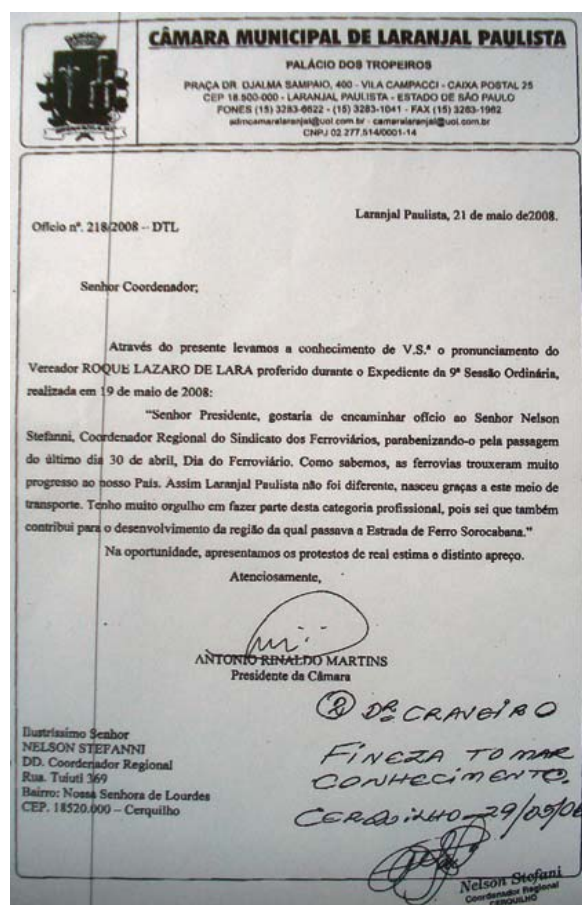 CÂMARA MUNICIPAL DE LARANJAL PAULISTA
PALÁCIO DOS TROPEIROS
PRAÇA DR. DJALMA SAMPAIO, 400 - VILA CAMPACCI - CAIXA POSTAL 25
CEP 18.500-000 - LARANJAL PAULISTA - ESTADO DE SÃO PAULO
FONES (15) 3283-6622 - (15) 3283-1041 - FAX (15) 3283-1982
admcamaralaranjal@uol.com.br - camaralaranjal@uol.com.br
CNPJ 02.277.514/0001-14
Laranjal Paulista, 21 de maio de2008.
Ofício nº. 218/2008 – DTL
Senhor Coordenador;
Através do presente levamos a conhecimento de V.S.ª o pronunciamento do
Vereador ROQUE LAZARO DE LARA proferido durante o Expediente da 9ª Sessão Ordinária,
realizada em 19 de maio de 2008:
“Senhor Presidente, gostaria de encaminhar ofício ao Senhor Nelson
Stefanni, Coordenador Regional do Sindicato dos Ferroviários, parabenizando-o pela passagem
do último dia 30 de abril, Dia do Ferroviário. Como sabemos, as ferrovias trouxeram muito
progresso ao nosso País. Assim Laranjal Paulista não foi diferente, nasceu graças a este meio de
transporte. Tenho muito orgulho em fazer parte desta categoria profissional, pois sei que também
contribui para o desenvolvimento da região da qual passava a Estrada de Ferro Sorocabana.”
Na oportunidade, apresentamos os protestos de real estima e distinto apreço.
Atenciosamente,
ANTONIO RINALDO MARTINS
Presidente da Câmara
DR. CRAVEIRO
FINEZA TOMAR
CONHECIMENTO.
CERQUILHO - 29/05/08
Ilustríssimo Senhor
NELSON STEFANNI
DD. Coordenador Regional
Rua. Tuiuti 369
Bairro: Nossa Senhora de Lourdes
CEP. 18520.000 – Cerquilho
Nelson Stefani
Coordenador Regional
CERQUILHO